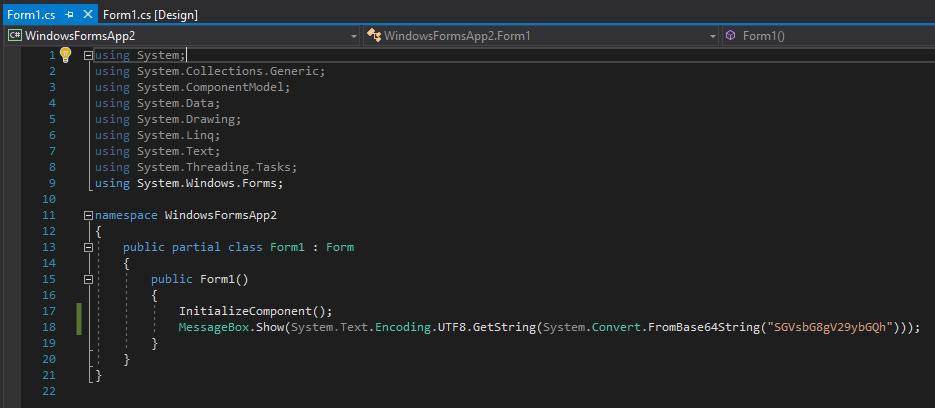 Form1.cs Form1.cs [Design]
C# WindowsFormsApp2 WindowsFormsApp2.Form1 Form1()
1 using System;
2 using System.Collections.Generic;
3 using System.ComponentModel;
4 using System.Data;
5 using System.Drawing;
6 using System.Linq;
7 using System.Text;
8 using System.Threading.Tasks;
9 using System.Windows.Forms;
10
11 namespace WindowsFormsApp2
12 {
13 public partial class Form1 : Form
14 {
15 public Form1()
16 {
17 InitializeComponent();
18 MessageBox.Show(System.Text.Encoding.UTF8.GetString(System.Convert.FromBase64String("SGVsbG8gV29ybGQh")));
19 }
20 }
21 }
22